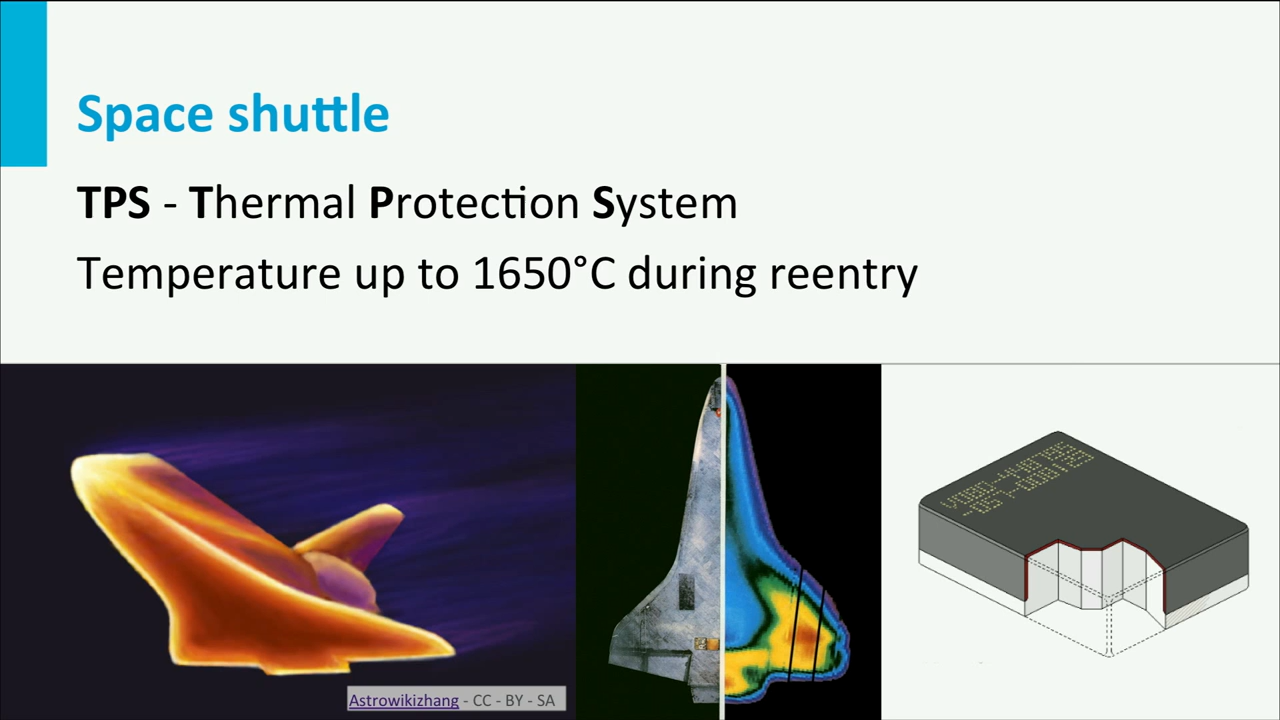 Space shuttle
TPS - Thermal Protection System
Temperature up to 1650°C during reentry
Astrowikizhang - CC - BY - SA